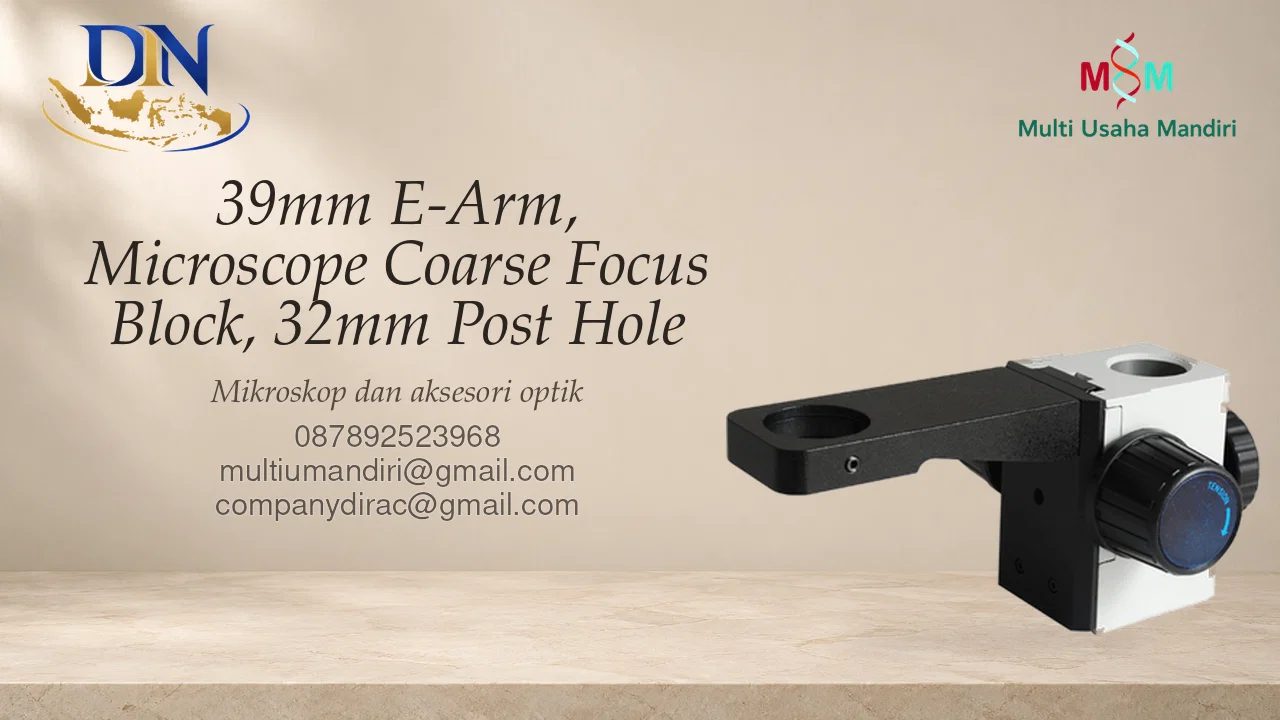 DN
M M
Multi Usaha Mandiri
39mm E-Arm,
Microscope Coarse Focus
Block, 32mm Post Hole
Mikroskop dan aksesori optik
087892523968
multiumandiri@gmail.com
companydirac@gmail.com
TENSION